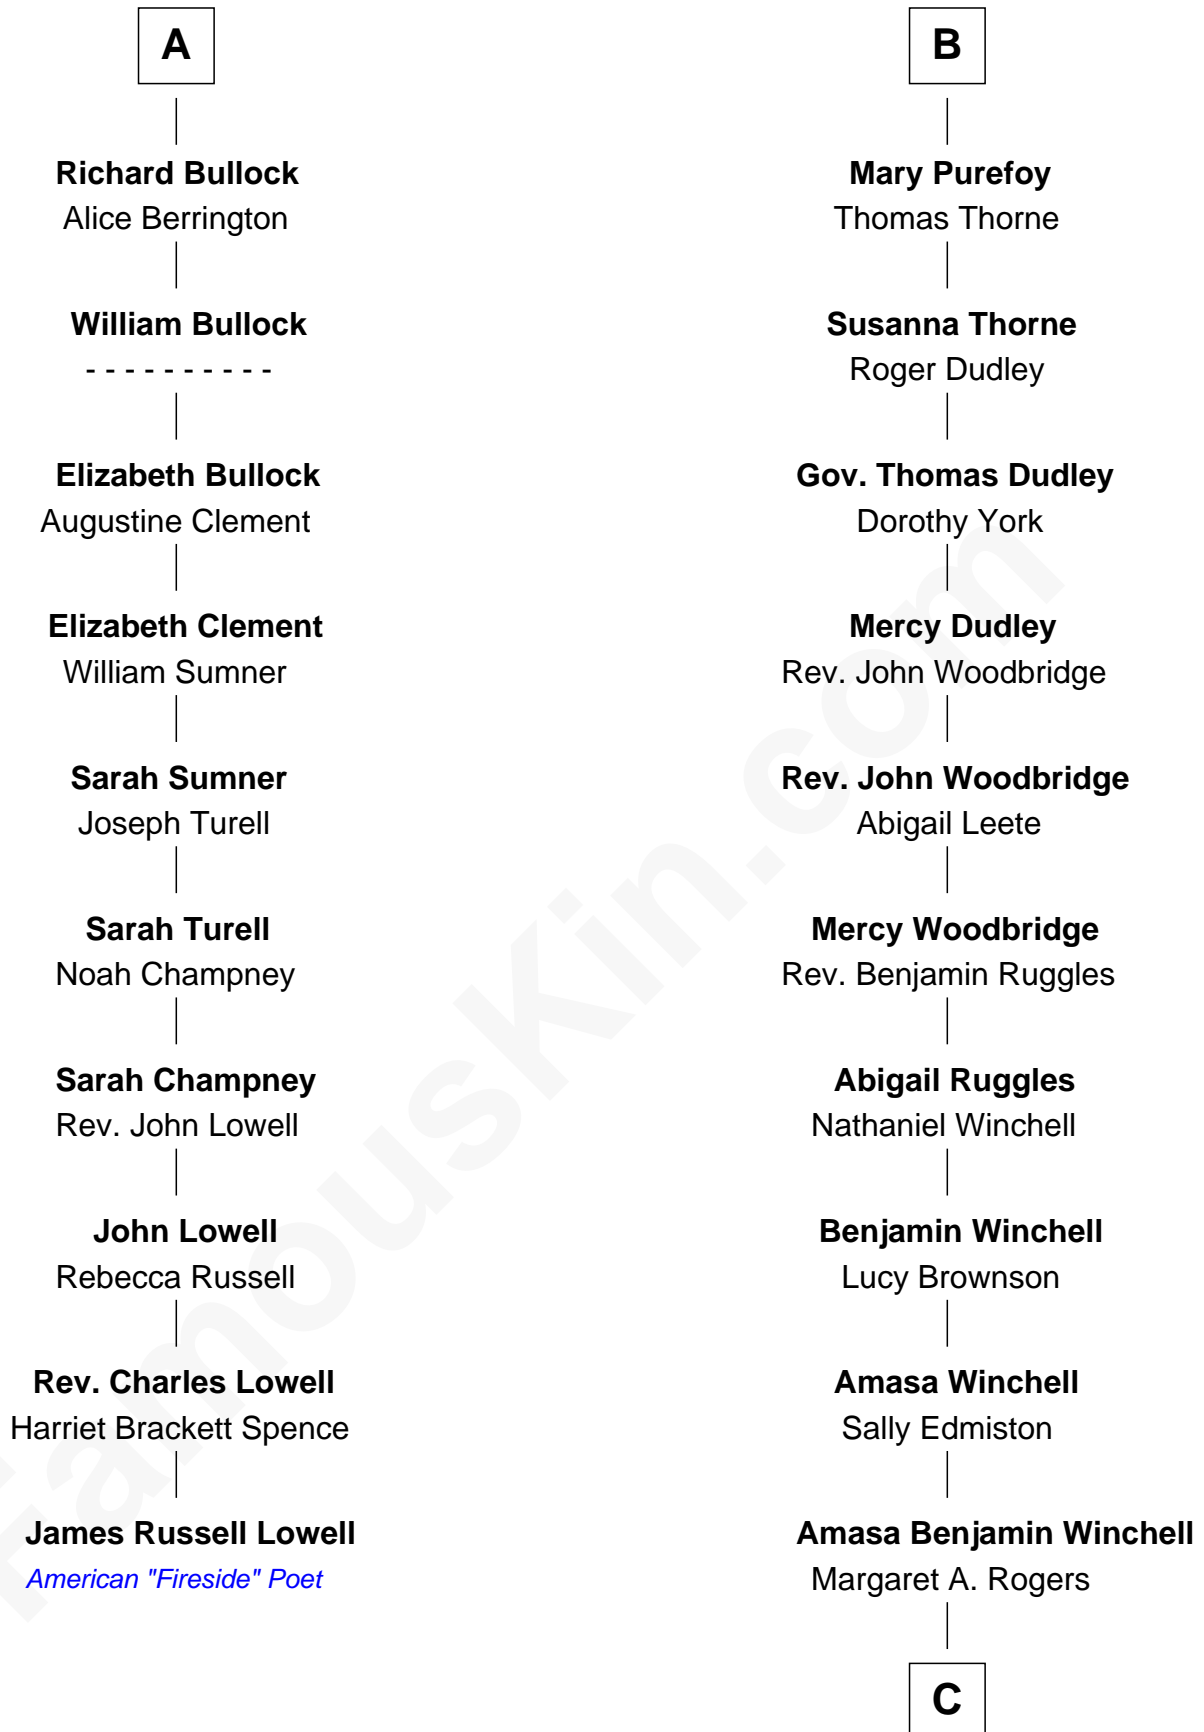 A
Richard Bullock
Alice Berrington
William Bullock
- - - - - - - - - -
Elizabeth Bullock
Augustine Clement
Elizabeth Clement
William Sumner
Sarah Sumner
Joseph Turell
Sarah Turell
Noah Champney
Sarah Champney
Rev. John Lowell
John Lowell
Rebecca Russell
Rev. Charles Lowell
Harriet Brackett Spence
James Russell Lowell
American "Fireside" Poet
B
Mary Purefoy
Thomas Thorne
Susanna Thorne
Roger Dudley
Gov. Thomas Dudley
Dorothy York
Mercy Dudley
Rev. John Woodbridge
Rev. John Woodbridge
Abigail Leete
Mercy Woodbridge
Rev. Benjamin Ruggles
Abigail Ruggles
Nathaniel Winchell
Benjamin Winchell
Lucy Brownson
Amasa Winchell
Sally Edmiston
Amasa Benjamin Winchell
Margaret A. Rogers
C
FamousKin.com